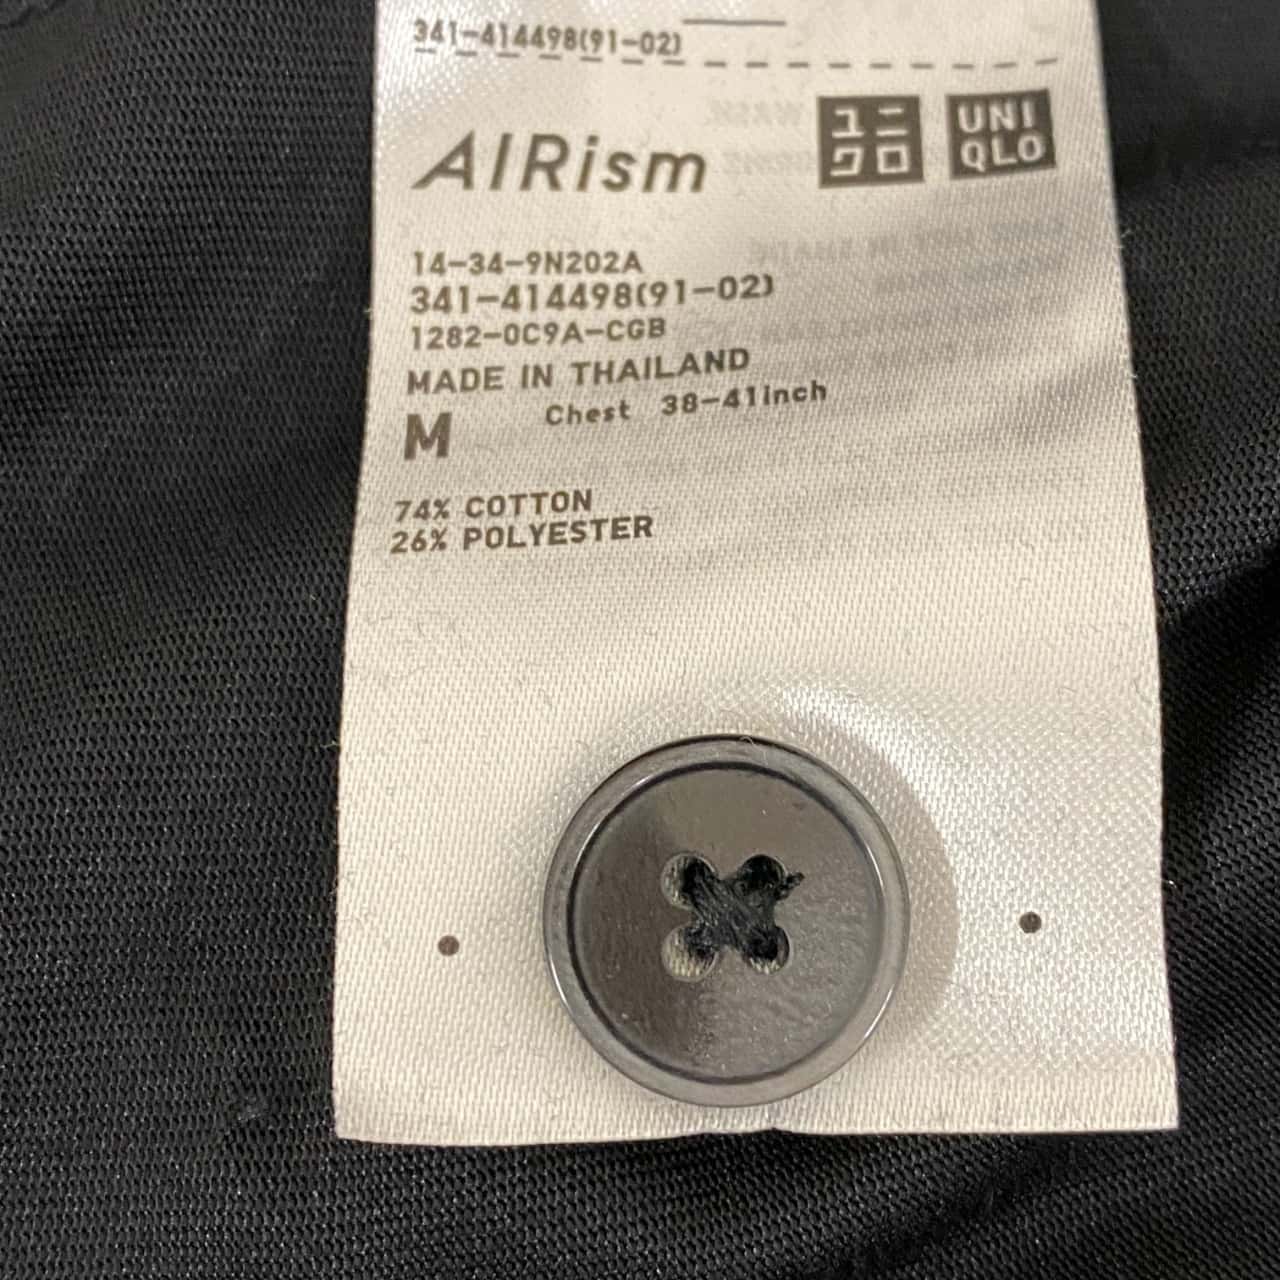 341-414498(91-02)
AIRism
ユニ
クロ
UNI
QLO
14-34-9N202A
341-414498(91-02)
1282-0C9A-CGB
MADE IN THAILAND
M Chest 38-41inch
74% COTTON
26% POLYESTER